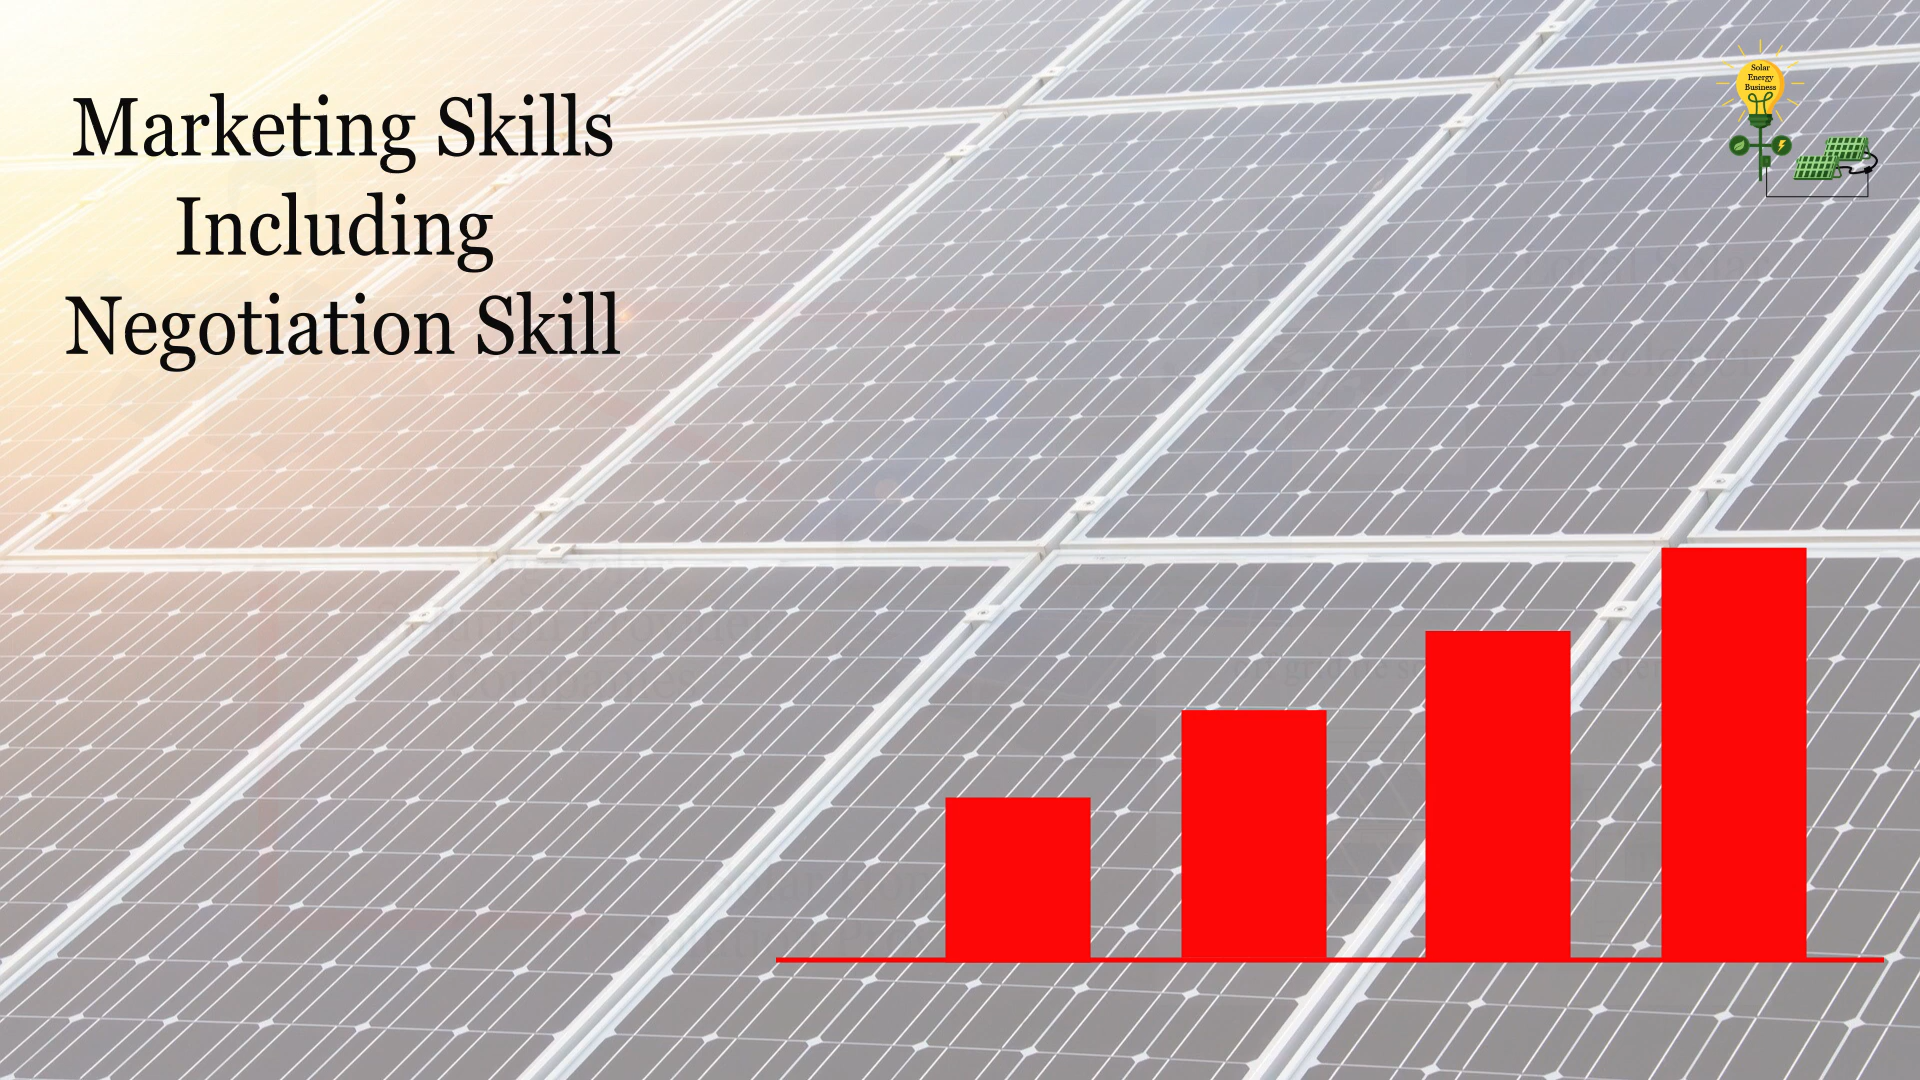 Marketing Skills
Including
Negotiation Skill
Solar
Energy
Business